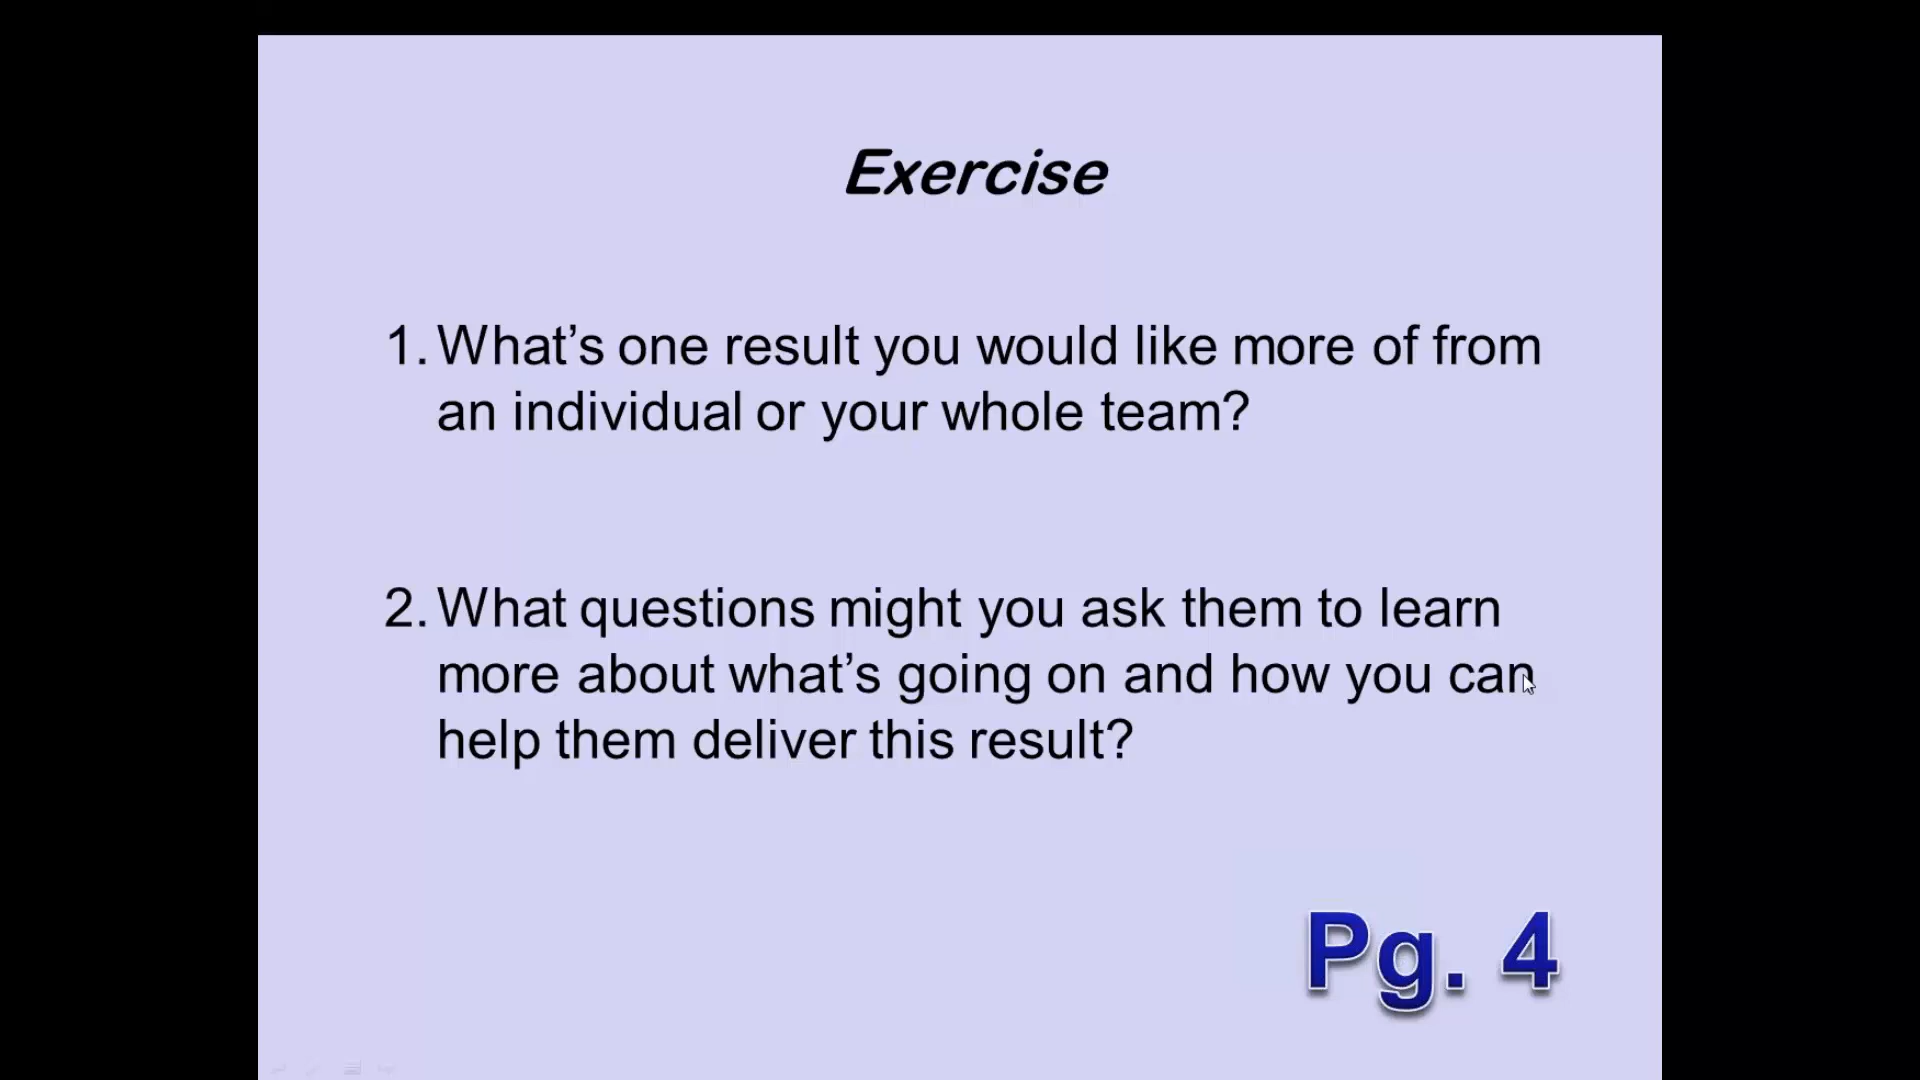 Exercise
1. What’s one result you would like more of from
an individual or your whole team?
2. What questions might you ask them to learn
more about what’s going on and how you can
help them deliver this result?
Pg. 4